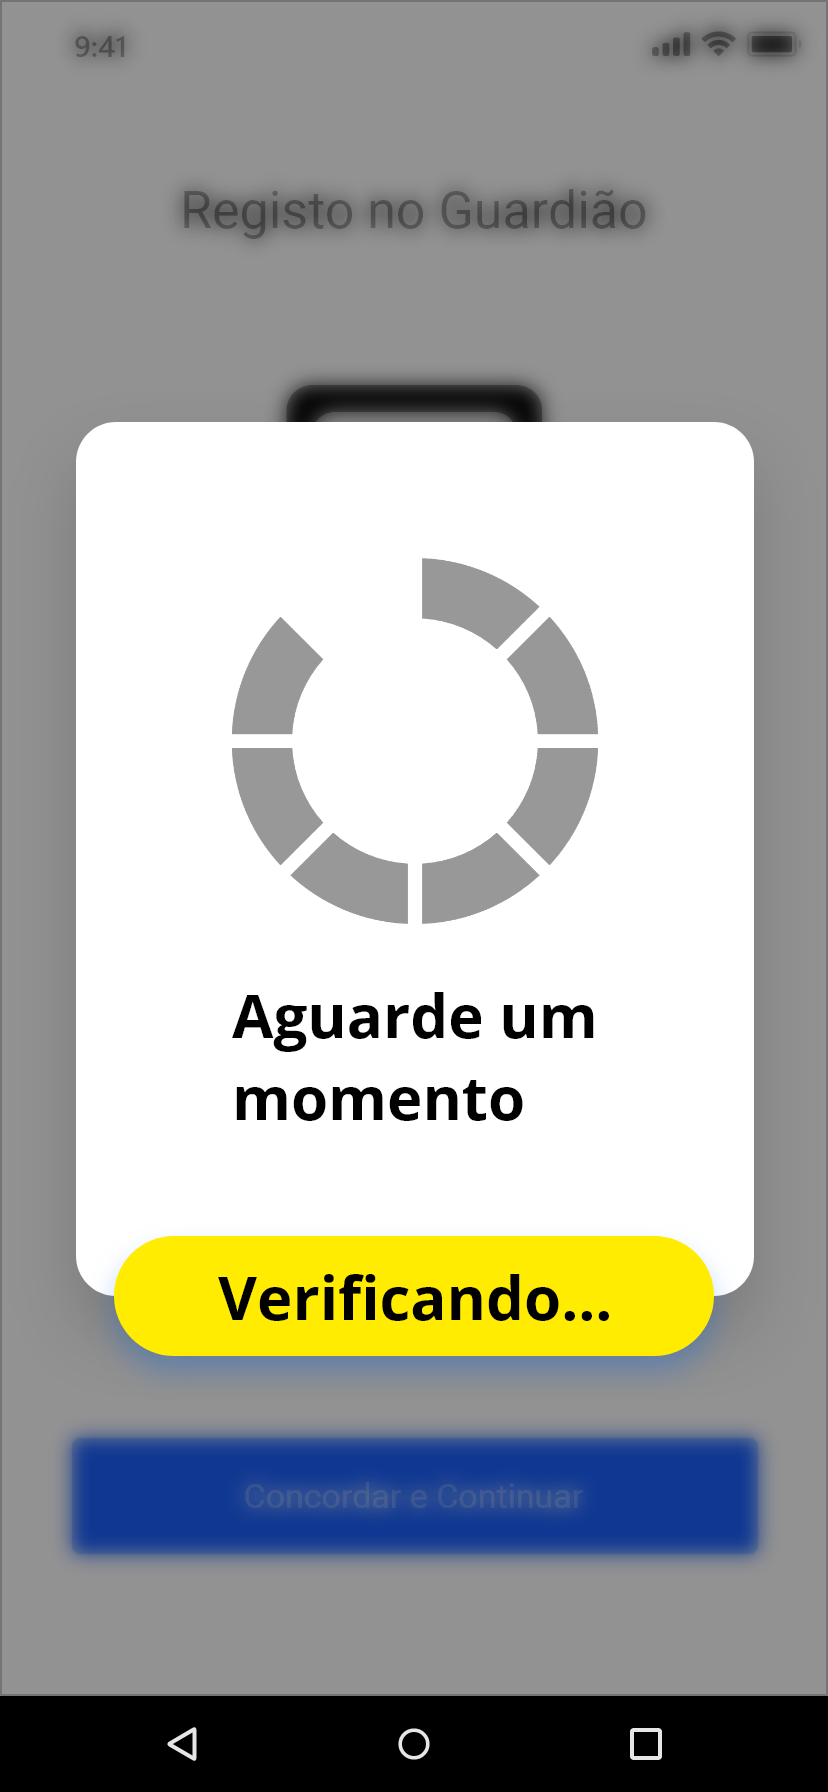 9:41
Registo no Guardião
Aguarde um
momento
Verificando...
Concordar e Continuar